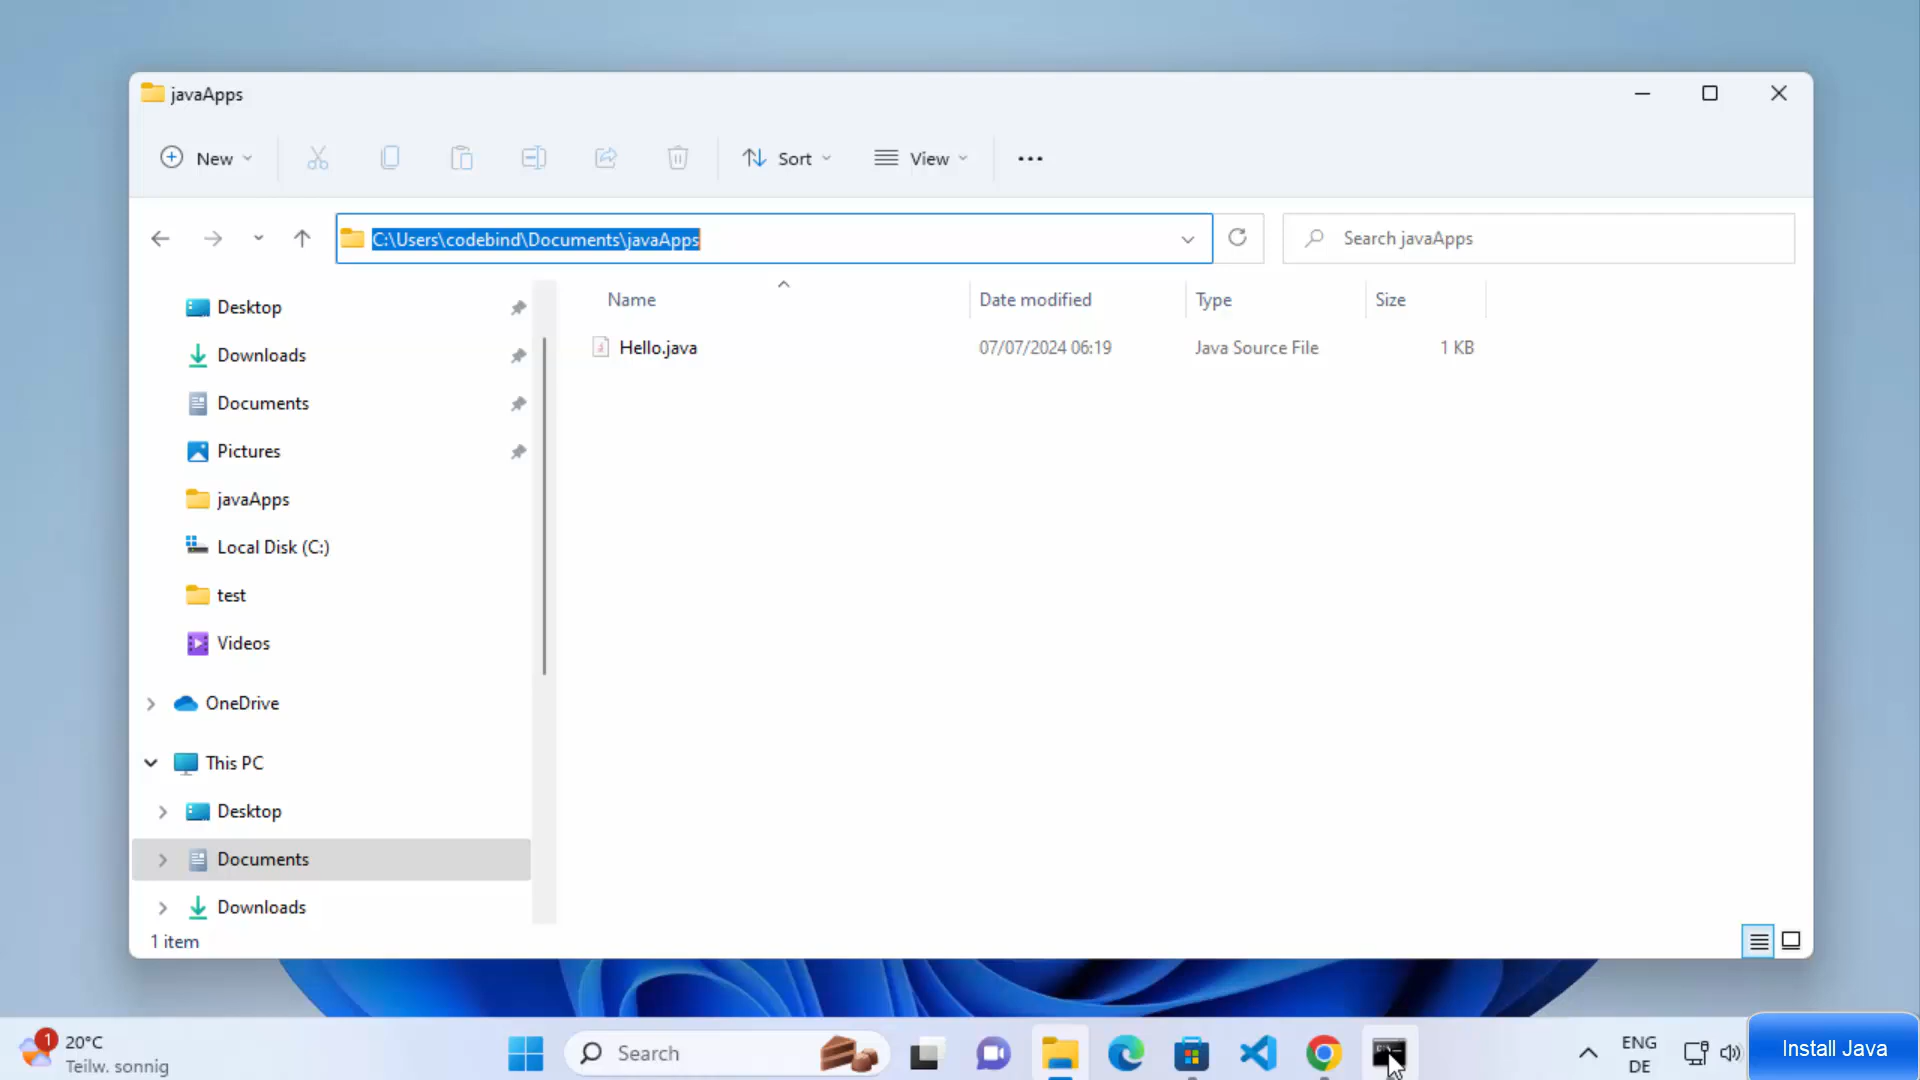 javaApps
New
Sort
View
C:\Users\codebind\Documents\javaApps
Search javaApps
Name
Date modified
Type
Size
Hello.java
07/07/2024 06:19
Java Source File
1 KB
Desktop
Downloads
Documents
Pictures
javaApps
Local Disk (C:)
test
Videos
OneDrive
This PC
Desktop
Documents
Downloads
1 item
1
20°C
Teilw. sonnig
Search
ENG
DE
Install Java